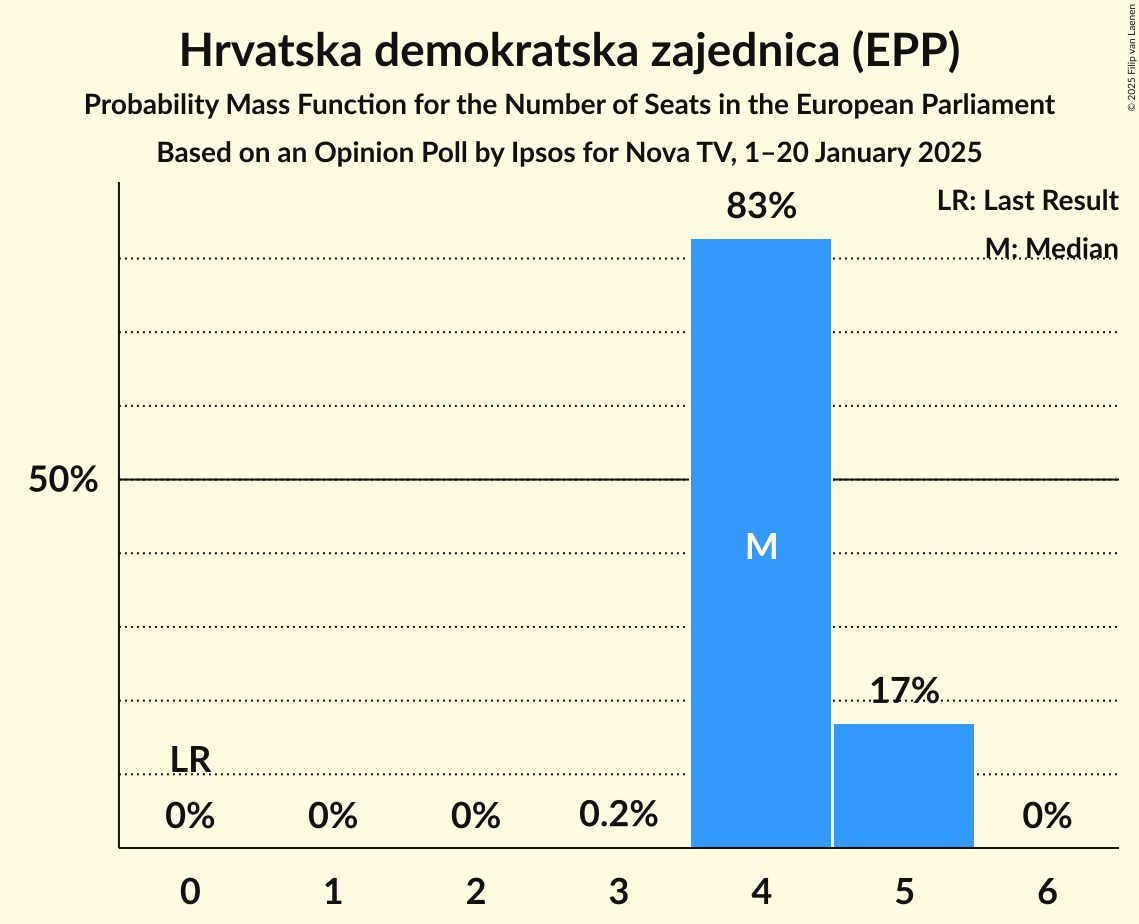 Hrvatska demokratska zajednica (EPP)
Probability Mass Function for the Number of Seats in the European Parliament
Based on an Opinion Poll by Ipsos for Nova TV, 1–20 January 2025
© 2025 Filip van Laenen
LR: Last Result
M: Median
83%
50%
M
17%
LR
0%
0%
0%
0.2%
0%
0
1
2
3
4
5
6